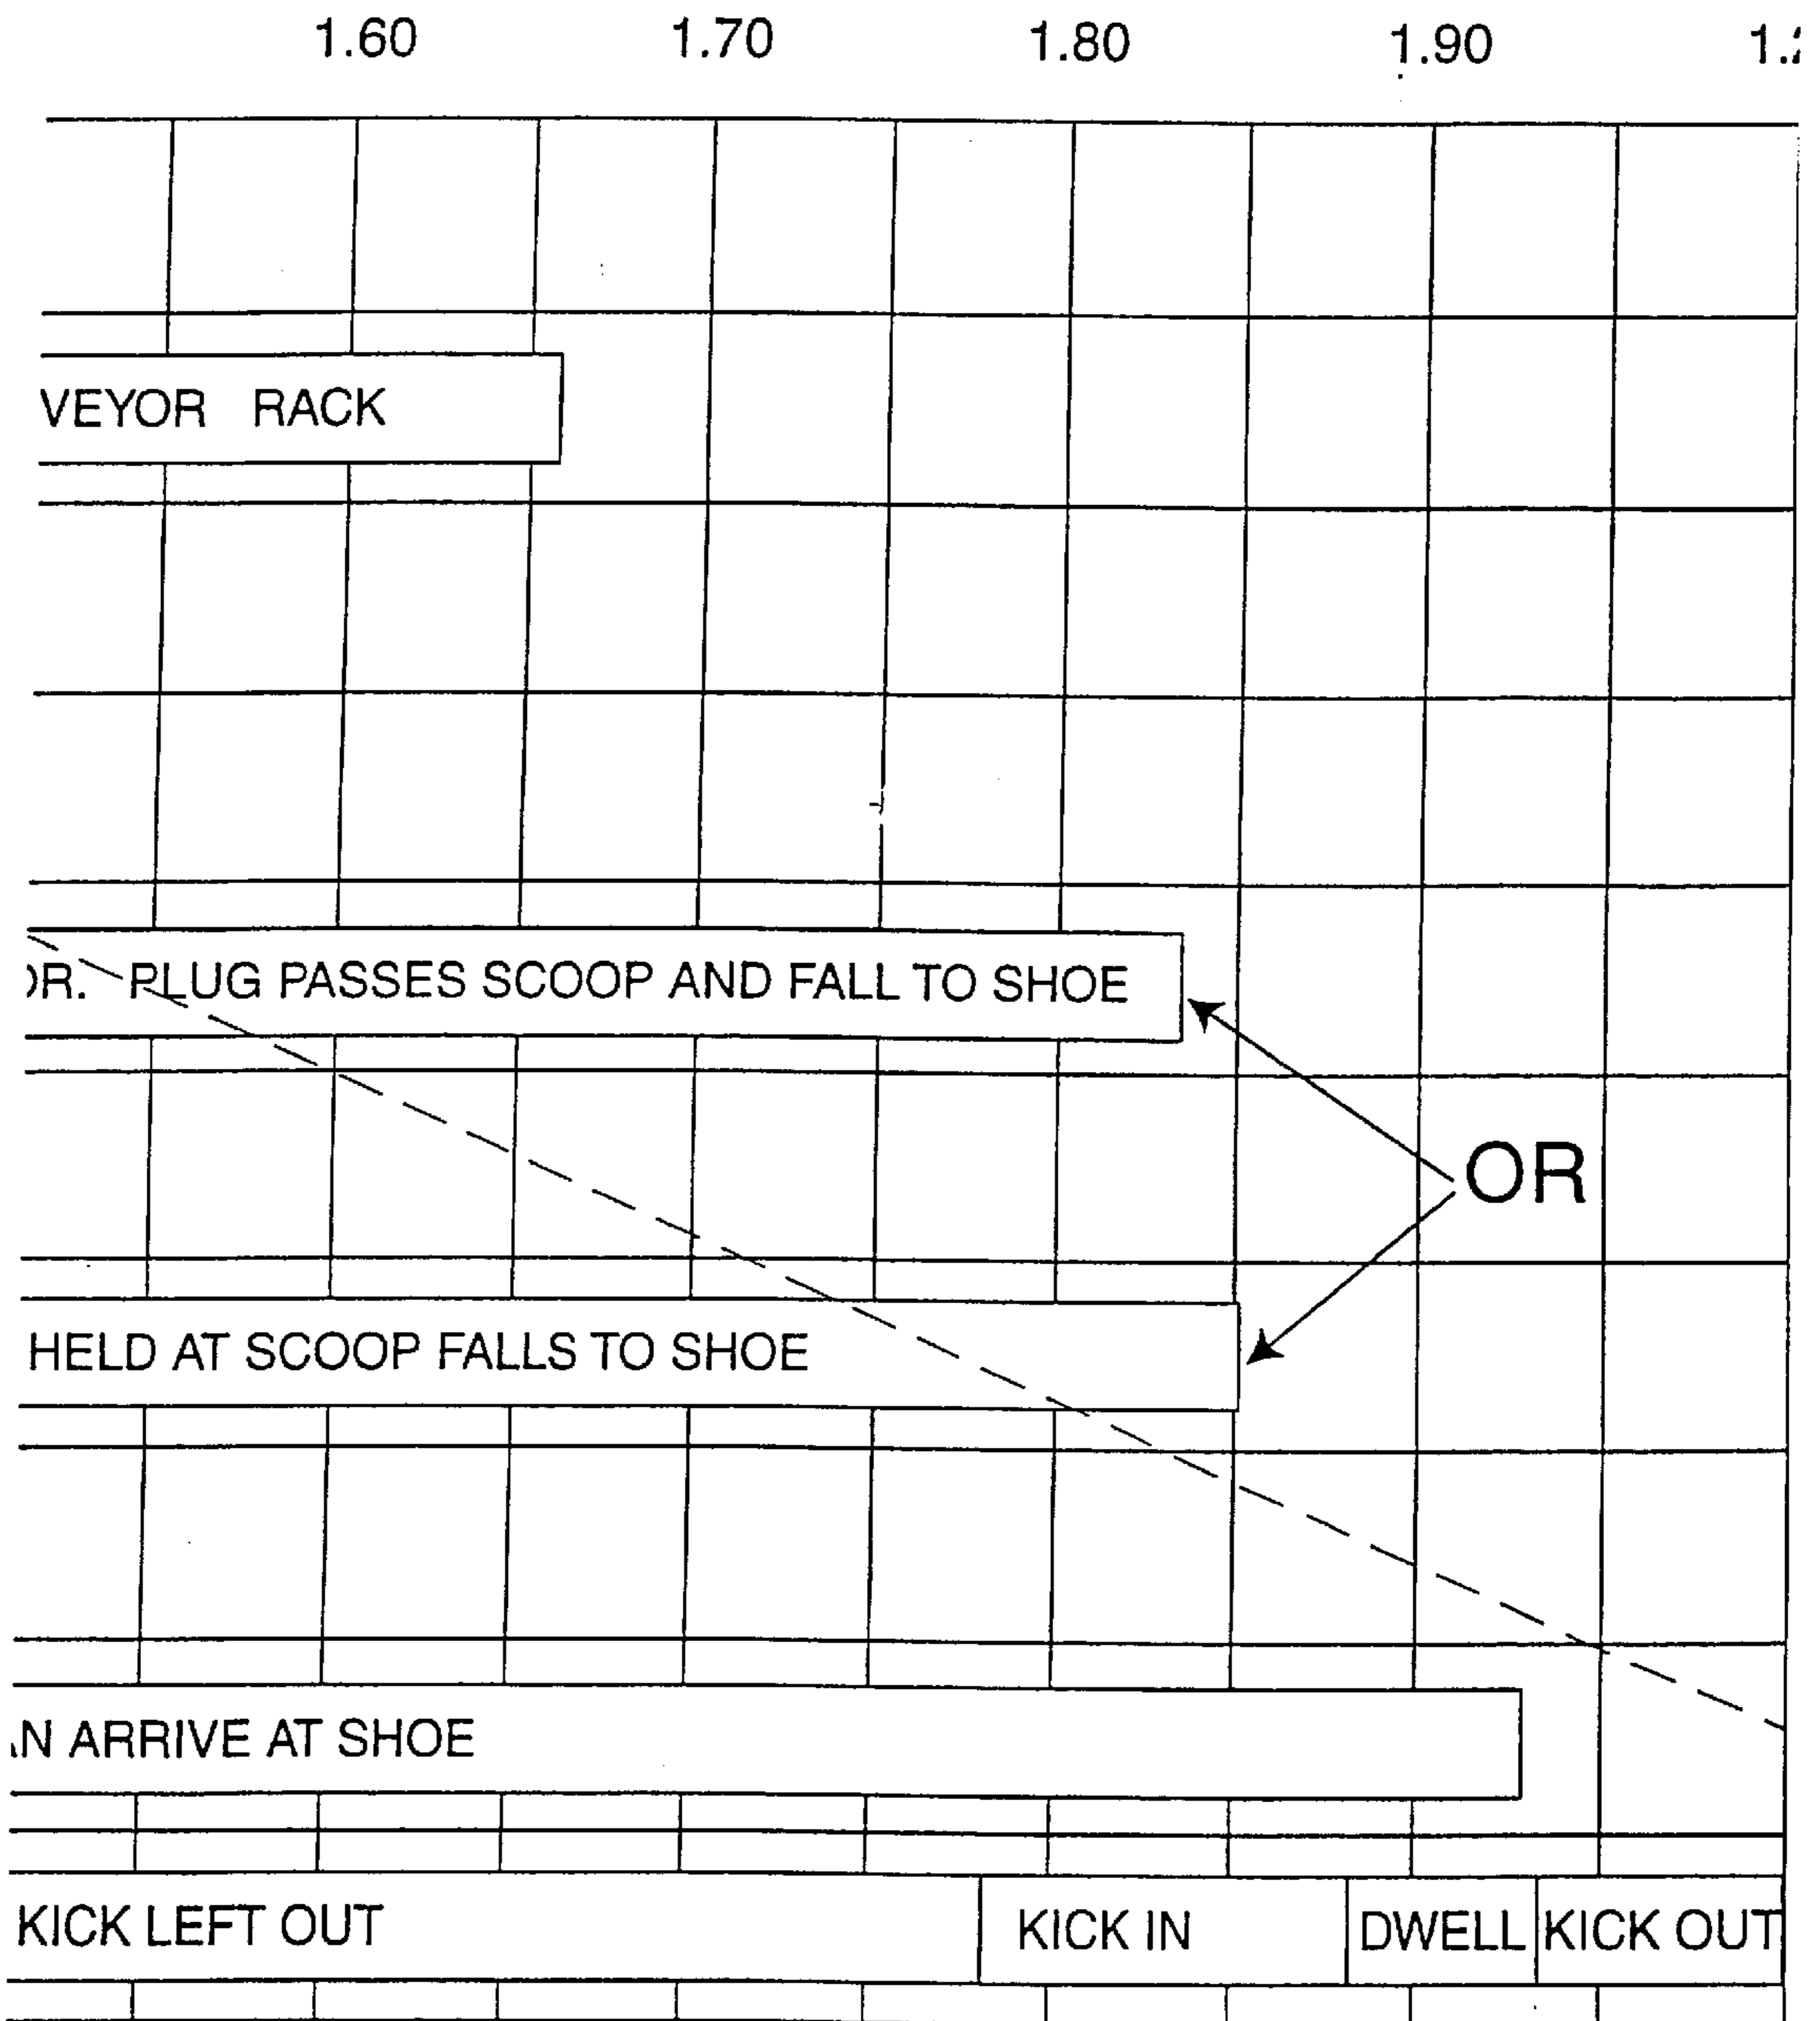 1.60 1.70 1.80 1.90
VEYOR RACK
PLUG PASSES SCOOP AND FALL TO SHOE
OR
HELD AT SCOOP FALLS TO SHOE
ARRIVE AT SHOE
KICK LEFT OUT KICK IN DWELL KICK OUT